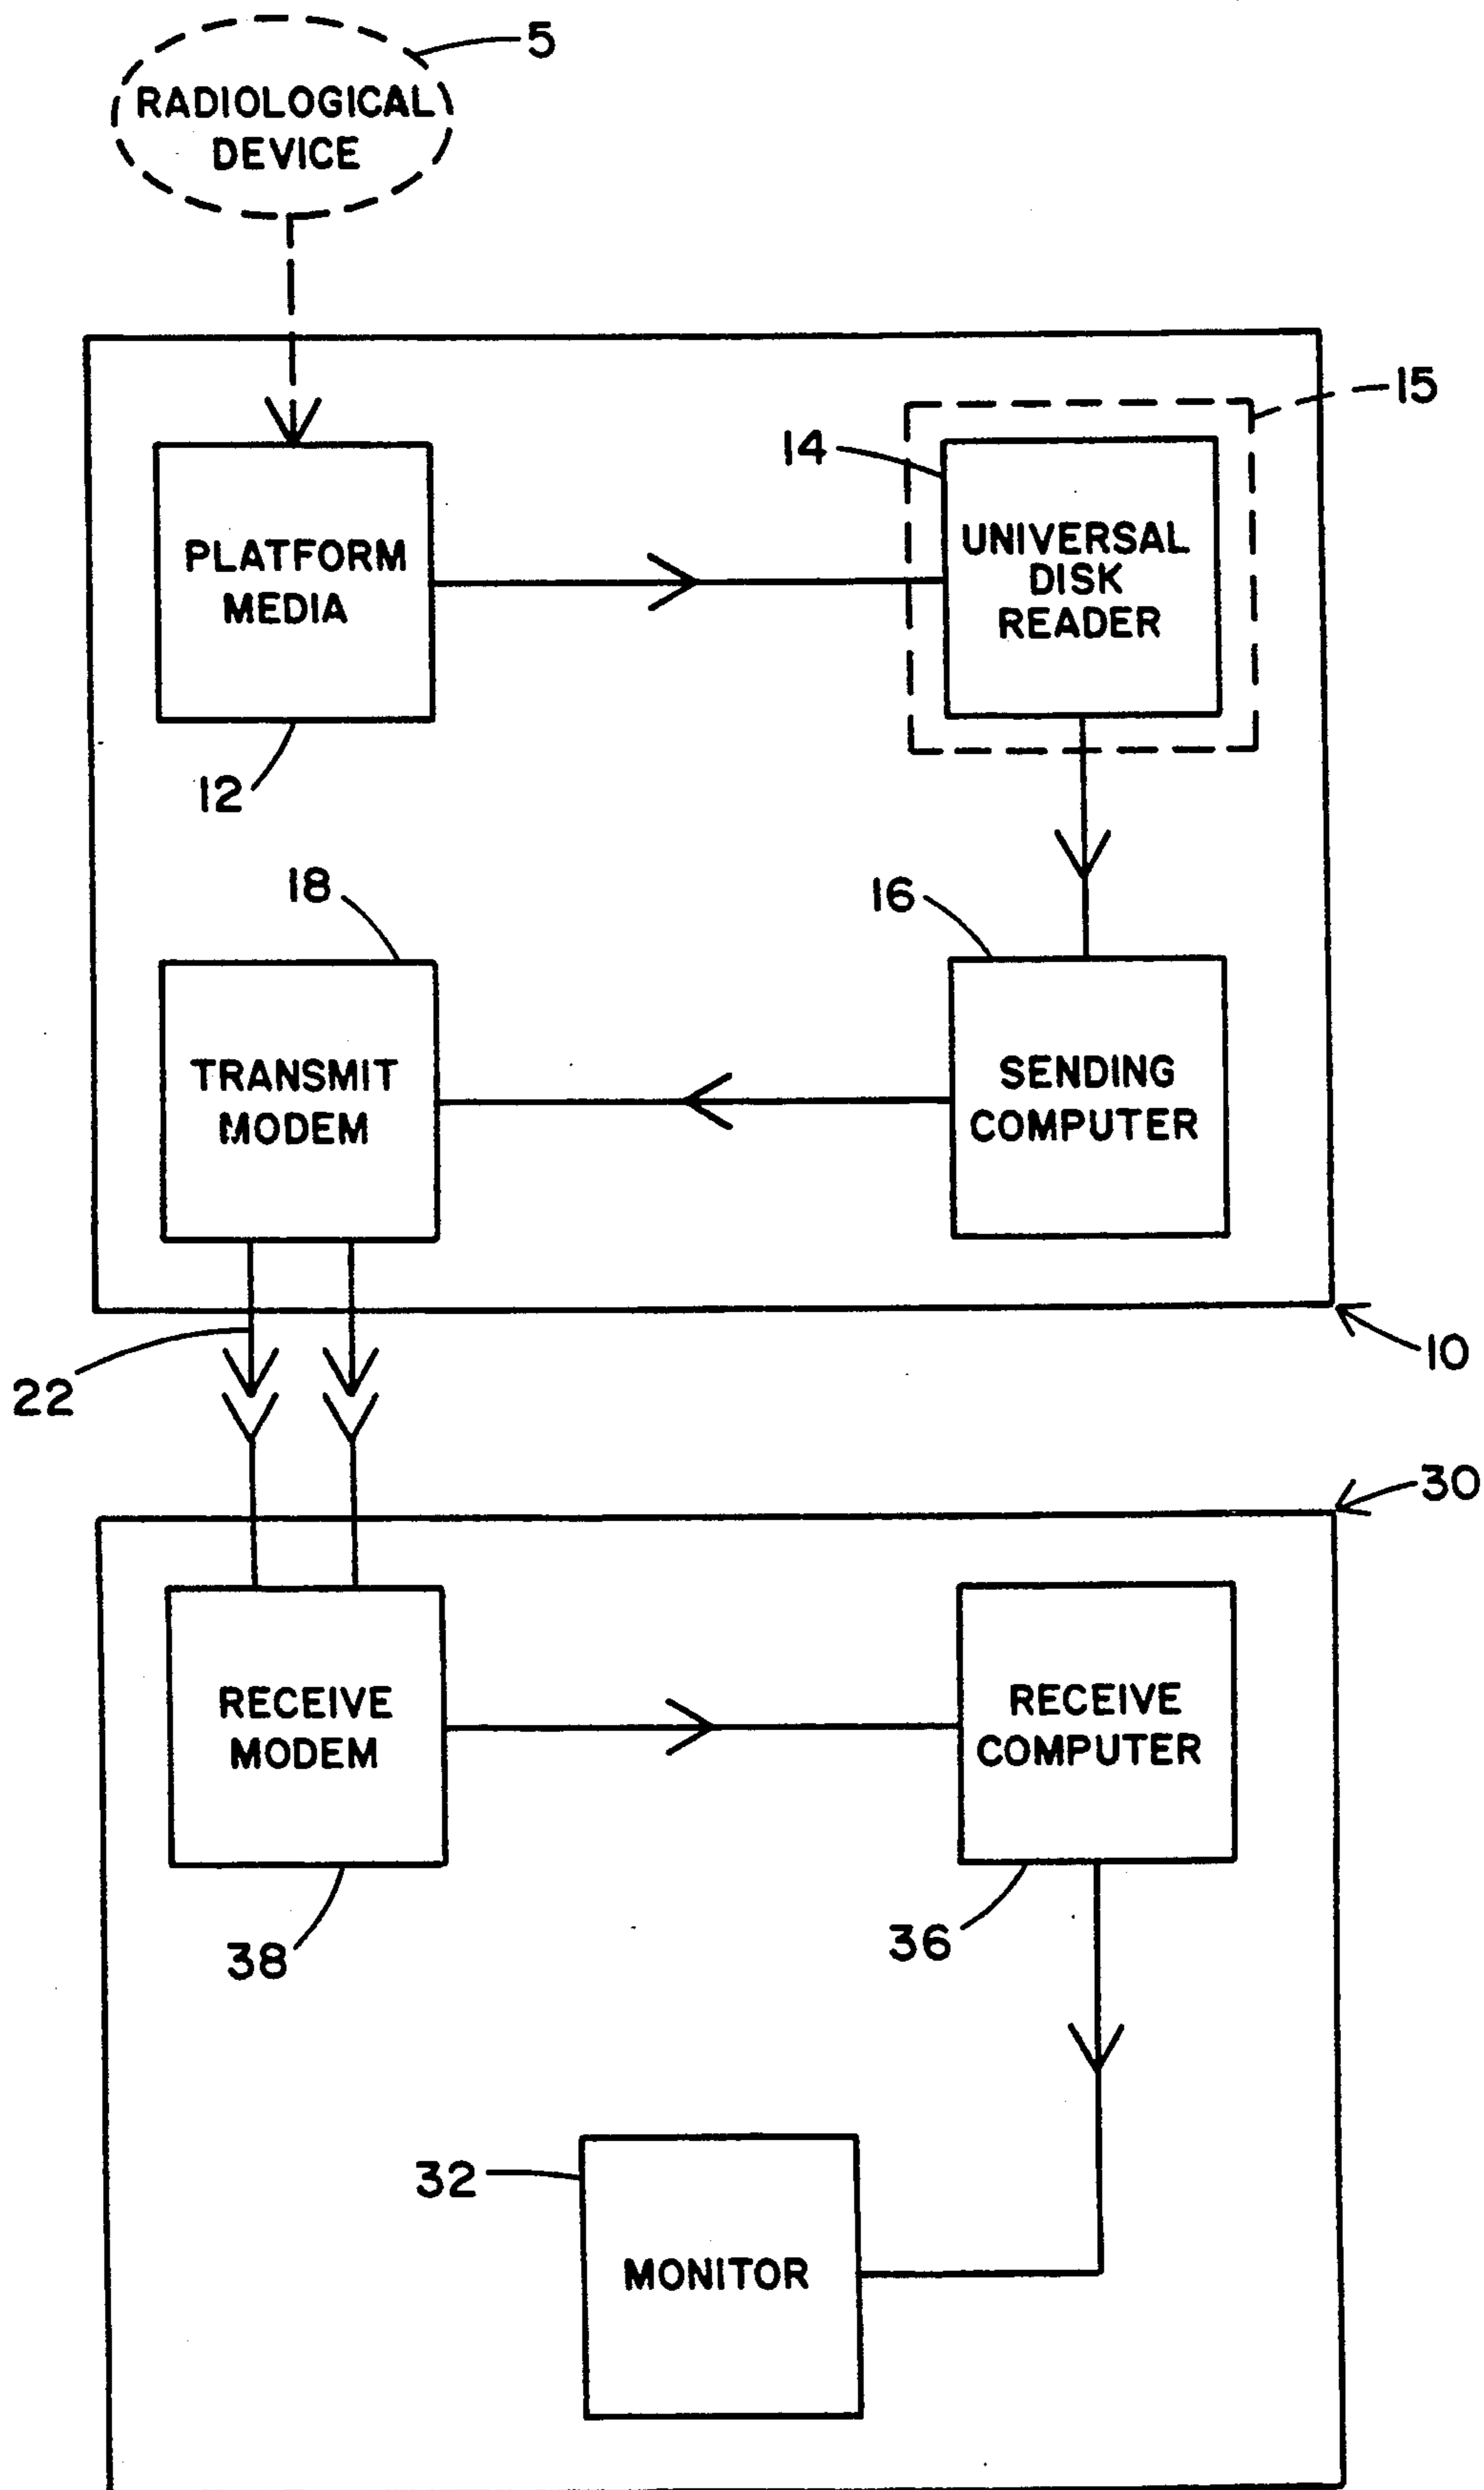 5
RADIOLOGICAL
DEVICE
15
14
PLATFORM
MEDIA
UNIVERSAL
DISK
READER
12
18
16
TRANSMIT
MODEM
SENDING
COMPUTER
10
22
30
RECEIVE
MODEM
RECEIVE
COMPUTER
38
36
32
MONITOR